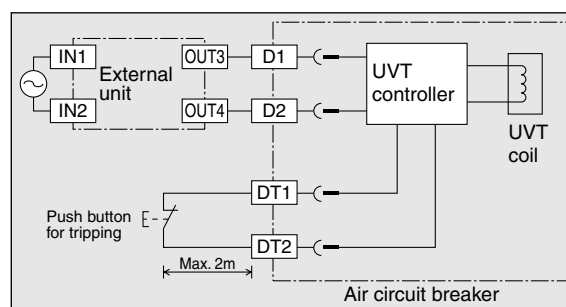 IN1
External
unit
IN2
OUT3
OUT4
D1
D2
UVT
controller
UVT
coil
DT1
DT2
Push button
for tripping
Max. 2m
Air circuit breaker